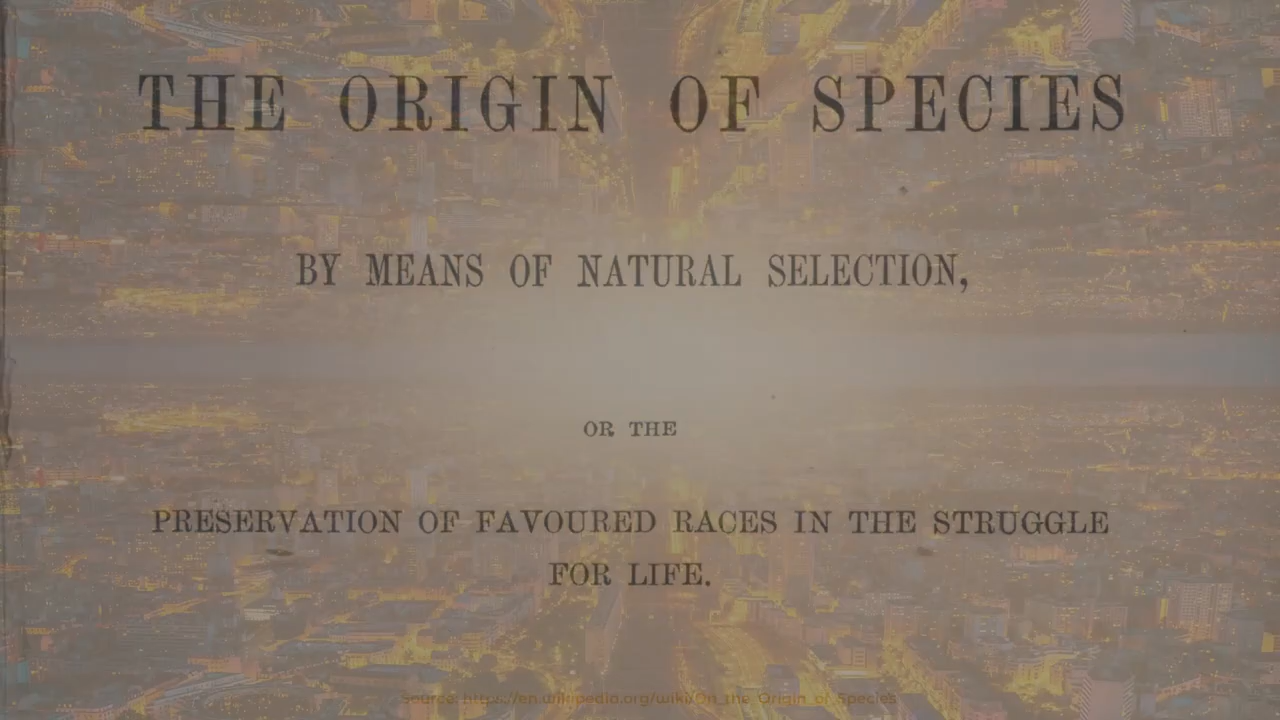 THE ORIGIN OF SPECIES
BY MEANS OF NATURAL SELECTION,
OR THE
PRESERVATION OF FAVOURED RACES IN THE STRUGGLE
FOR LIFE.
Source: https://en.wikipedia.org/wiki/On_the_Origin_of_Species